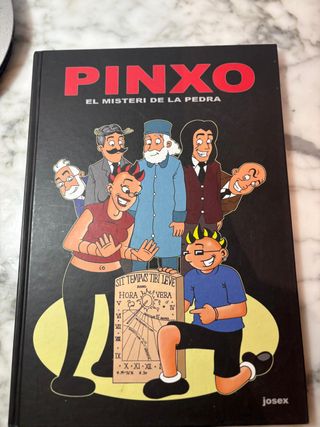 PINXO
EL MISTERI DE LA PEDRA
SIT TEMPUS TIBI LEVE
HORA VERA
josex